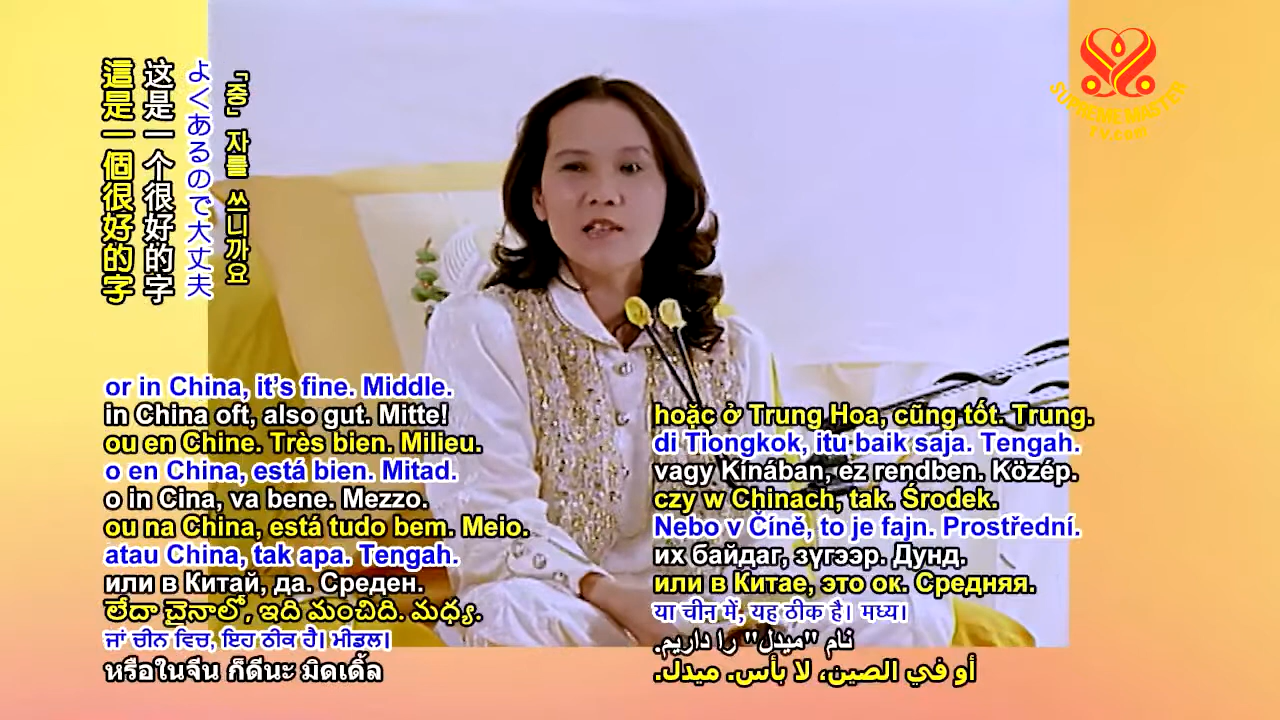 這是一個很好的字
这是一个很好的字
よくあるので大丈夫
「중」 자를 쓰니까요
SUPREME MASTER
TV.com
or in China, it's fine. Middle.
in China oft, also gut. Mitte!
ou en Chine. Très bien. Milieu.
o en China, está bien. Mitad.
o in Cina, va bene. Mezzo.
ou na China, está tudo bem. Meio.
atau China, tak apa. Tengah.
или в Китай, да. Среден.
లేదా చైనాలో, ఇది మంచిది. మధ్య.
ਜਾਂ ਚੀਨ ਵਿਚ, ਇਹ ਠੀਕ ਹੈ। ਮੀਡਲ।
หรือในจีน ก็ดีนะ มิดเดิ้ล
hoặc ở Trung Hoa, cũng tốt. Trung.
di Tiongkok, itu baik saja. Tengah.
vagy Kínában, ez rendben. Közép.
czy w Chinach, tak. Środek.
Nebo v Číně, to je fajn. Prostřední.
их байдаг, зүгээр. Дунд.
или в Китае, это ок. Средняя.
या चीन में, यह ठीक है। मध्य।
نام "میدل" را داریم.
أو في الصين، لا بأس. ميدل.